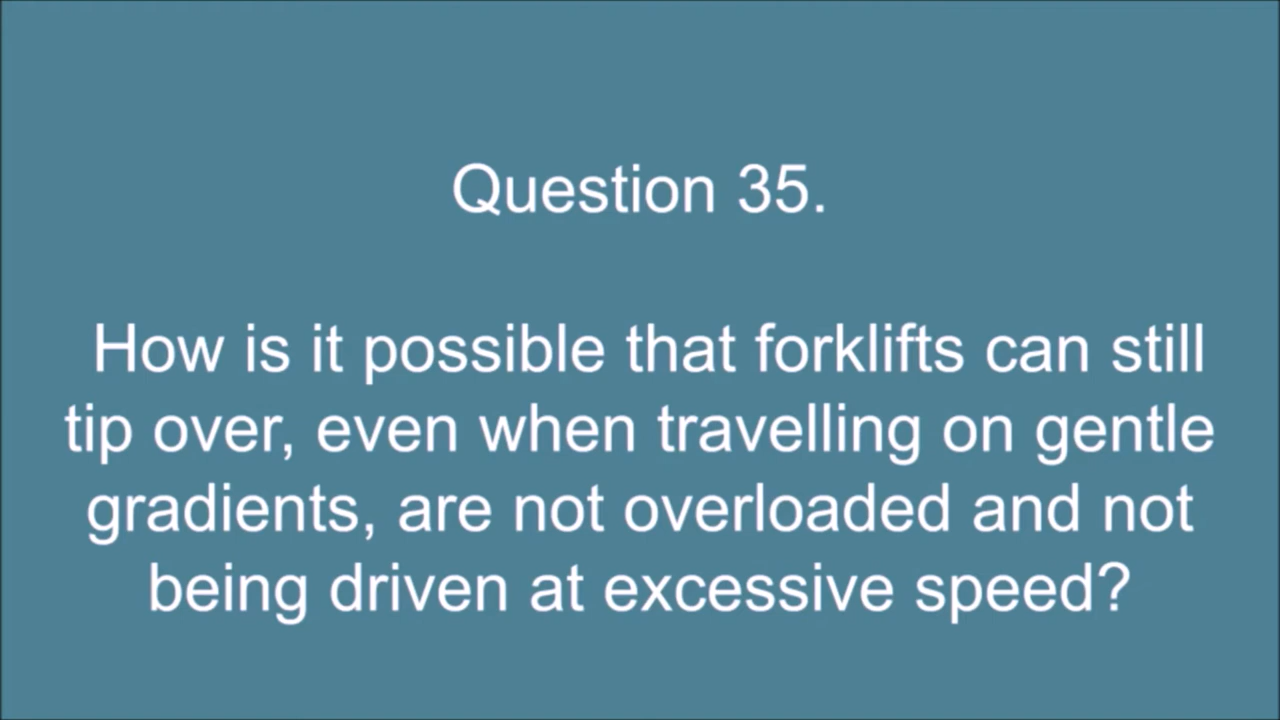 Question 35.
How is it possible that forklifts can still
tip over, even when travelling on gentle
gradients, are not overloaded and not
being driven at excessive speed?